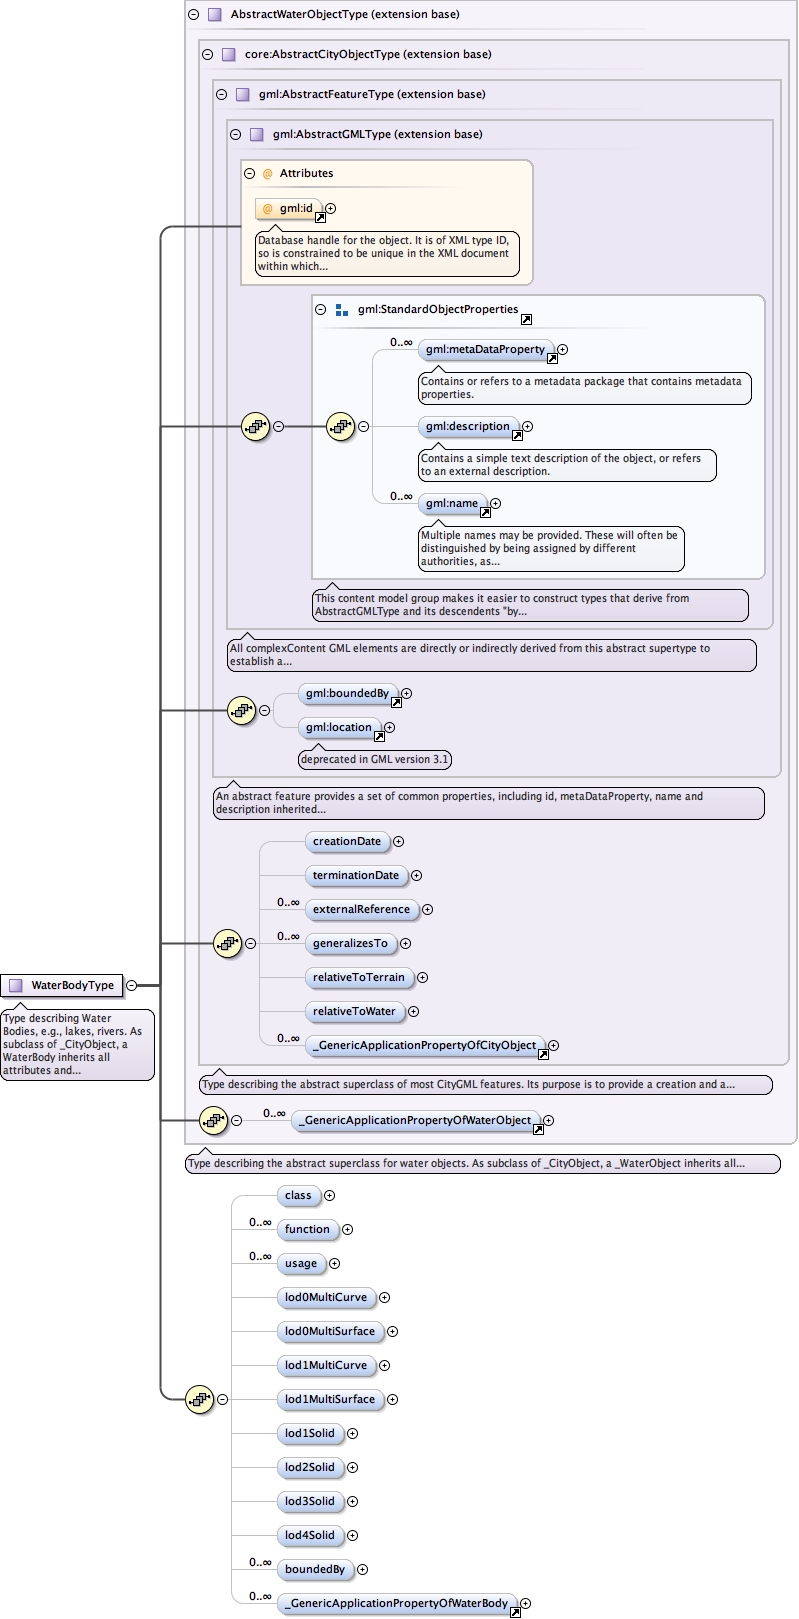 AbstractWaterObjectType (extension base)
core:AbstractCityObjectType (extension base)
gml:AbstractFeatureType (extension base)
gml:AbstractGMLType (extension base)
@ Attributes
@ gml:id
Database handle for the object. It is of XML type ID,
so is constrained to be unique in the XML document
within which...
gml:StandardObjectProperties
0..∞
gml:metaDataProperty
Contains or refers to a metadata package that contains metadata
properties.
gml:description
Contains a simple text description of the object, or refers
to an external description.
0..∞
gml:name
Multiple names may be provided. These will often be
distinguished by being assigned by different
authorities, as...
This content model group makes it easier to construct types that derive from
AbstractGMLType and its descendents "by...
All complexContent GML elements are directly or indirectly derived from this abstract supertype to
establish a...
gml:boundedBy
gml:location
deprecated in GML version 3.1
An abstract feature provides a set of common properties, including id, metaDataProperty, name and
description inherited...
creationDate
terminationDate
0..∞
externalReference
0..∞
generalizesTo
relativeToTerrain
relativeToWater
0..∞
_GenericApplicationPropertyOfCityObject
WaterBodyType
Type describing Water
Bodies, e.g., lakes, rivers. As
subclass of _CityObject, a
WaterBody inherits all
attributes and...
Type describing the abstract superclass of most CityGML features. Its purpose is to provide a creation and a...
0..∞
_GenericApplicationPropertyOfWaterObject
Type describing the abstract superclass for water objects. As subclass of _CityObject, a _WaterObject inherits all...
class
0..∞
function
0..∞
usage
lod0MultiCurve
lod0MultiSurface
lod1MultiCurve
lod1MultiSurface
lod1Solid
lod2Solid
lod3Solid
lod4Solid
0..∞
boundedBy
0..∞
_GenericApplicationPropertyOfWaterBody